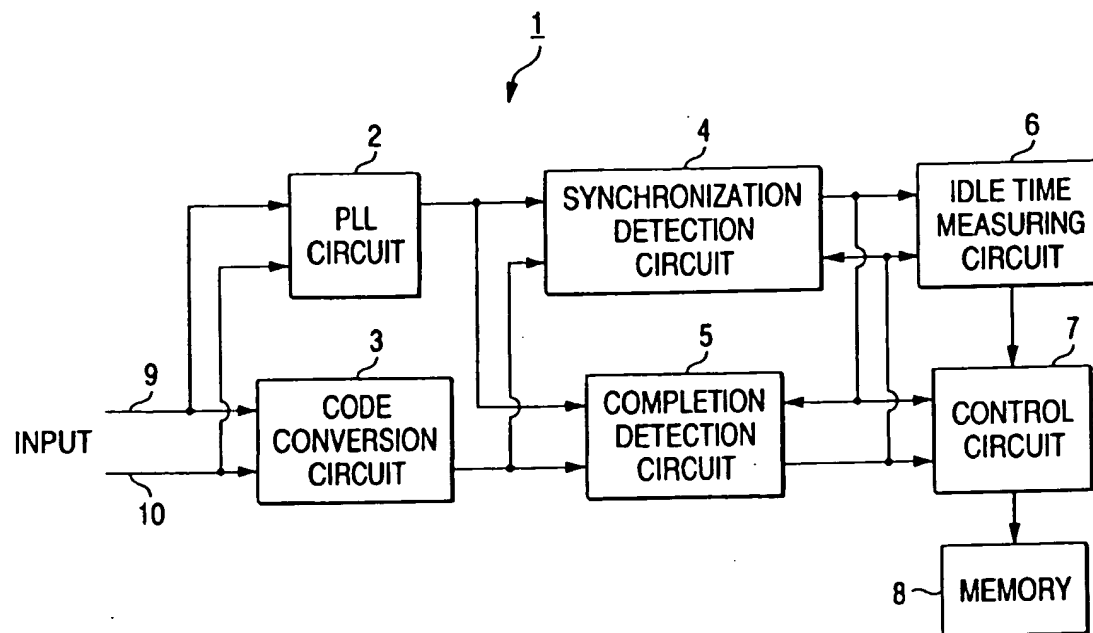 1
2
PLL
CIRCUIT
4
SYNCHRONIZATION
DETECTION
CIRCUIT
6
IDLE TIME
MEASURING
CIRCUIT
INPUT
9
10
3
CODE
CONVERSION
CIRCUIT
5
COMPLETION
DETECTION
CIRCUIT
7
CONTROL
CIRCUIT
8
MEMORY